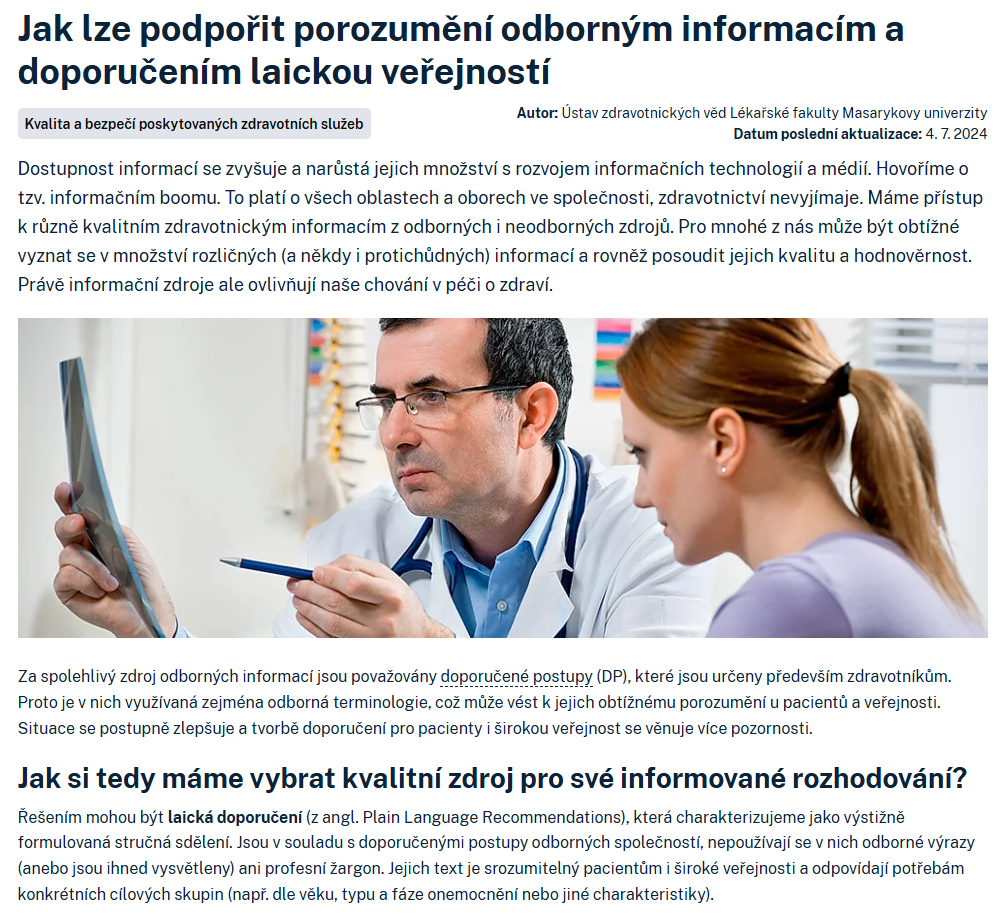 Jak lze podpořit porozumění odborným informacím a
doporučením laickou veřejností
Kvalita a bezpečí poskytovaných zdravotních služeb
Autor: Ústav zdravotnických věd Lékařské fakulty Masarykovy univerzity
Datum poslední aktualizace: 4. 7. 2024
Dostupnost informací se zvyšuje a narůstá jejich množství s rozvojem informačních technologií a médií. Hovoříme o
tzv. informačním boomu. To platí o všech oblastech a oborech ve společnosti, zdravotnictví nevyjímaje. Máme přístup
k různě kvalitním zdravotnickým informacím z odborných i neodborných zdrojů. Pro mnohé z nás může být obtížné
vyznat se v množství rozličných (a někdy i protichůdných) informací a rovněž posoudit jejich kvalitu a hodnověrnost.
Právě informační zdroje ale ovlivňují naše chování v péči o zdraví.
Za spolehlivý zdroj odborných informací jsou považovány doporučené postupy (DP), které jsou určeny především zdravotníkům.
Proto je v nich využívaná zejména odborná terminologie, což může vést k jejich obtížnému porozumění u pacientů a veřejnosti.
Situace se postupně zlepšuje a tvorbě doporučení pro pacienty i širokou veřejnost se věnuje více pozornosti.
Jak si tedy máme vybrat kvalitní zdroj pro své informované rozhodování?
Řešením mohou být laická doporučení (z angl. Plain Language Recommendations), která charakterizujeme jako výstižně
formulovaná stručná sdělení. Jsou v souladu s doporučenými postupy odborných společností, nepoužívají se v nich odborné výrazy
(anebo jsou ihned vysvětleny) ani profesní žargon. Jejich text je srozumitelný pacientům i široké veřejnosti a odpovídají potřebám
konkrétních cílových skupin (např. dle věku, typu a fáze onemocnění nebo jiné charakteristiky).